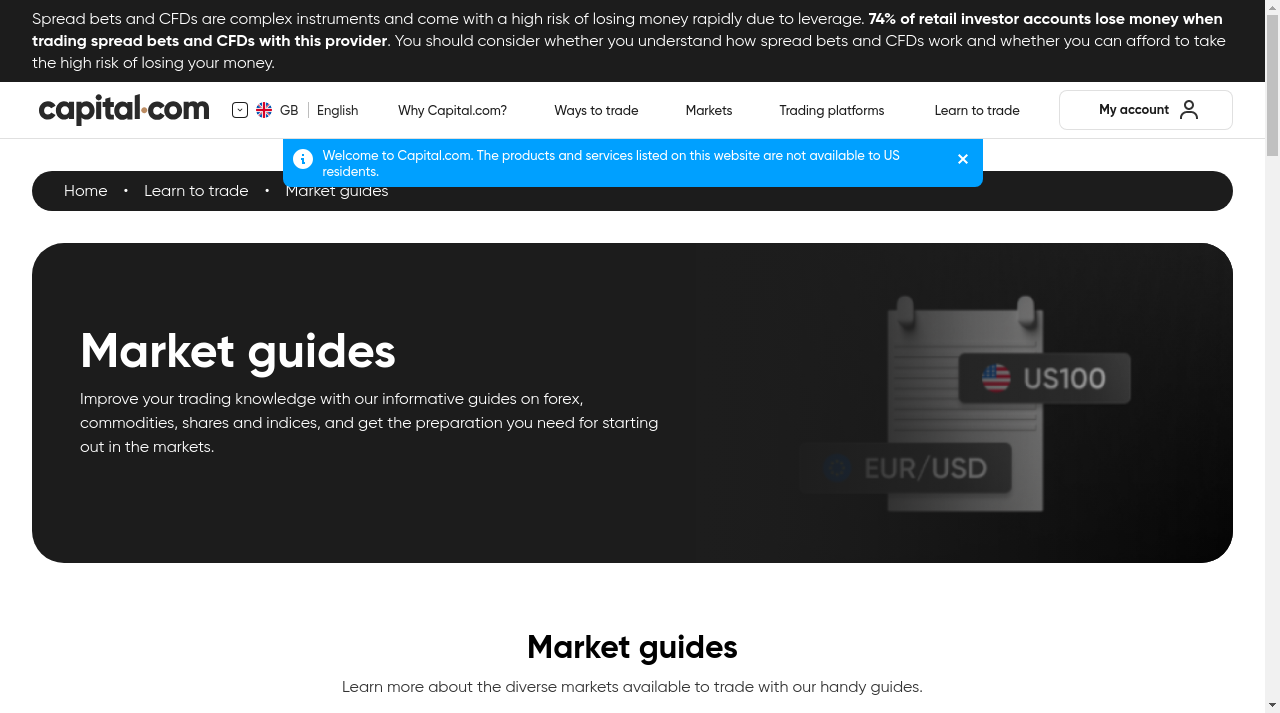 Spread bets and CFDs are complex instruments and come with a high risk of losing money rapidly due to leverage. 74% of retail investor accounts lose money when
trading spread bets and CFDs with this provider. You should consider whether you understand how spread bets and CFDs work and whether you can afford to take
the high risk of losing your money.
capital.com GB English Why Capital.com? Ways to trade Markets Trading platforms Learn to trade My account
Welcome to Capital.com. The products and services listed on this website are not available to US
residents.
Home • Learn to trade • Market guides
Market guides
Improve your trading knowledge with our informative guides on forex,
commodities, shares and indices, and get the preparation you need for starting
out in the markets.
US100
EUR/USD
Market guides
Learn more about the diverse markets available to trade with our handy guides.